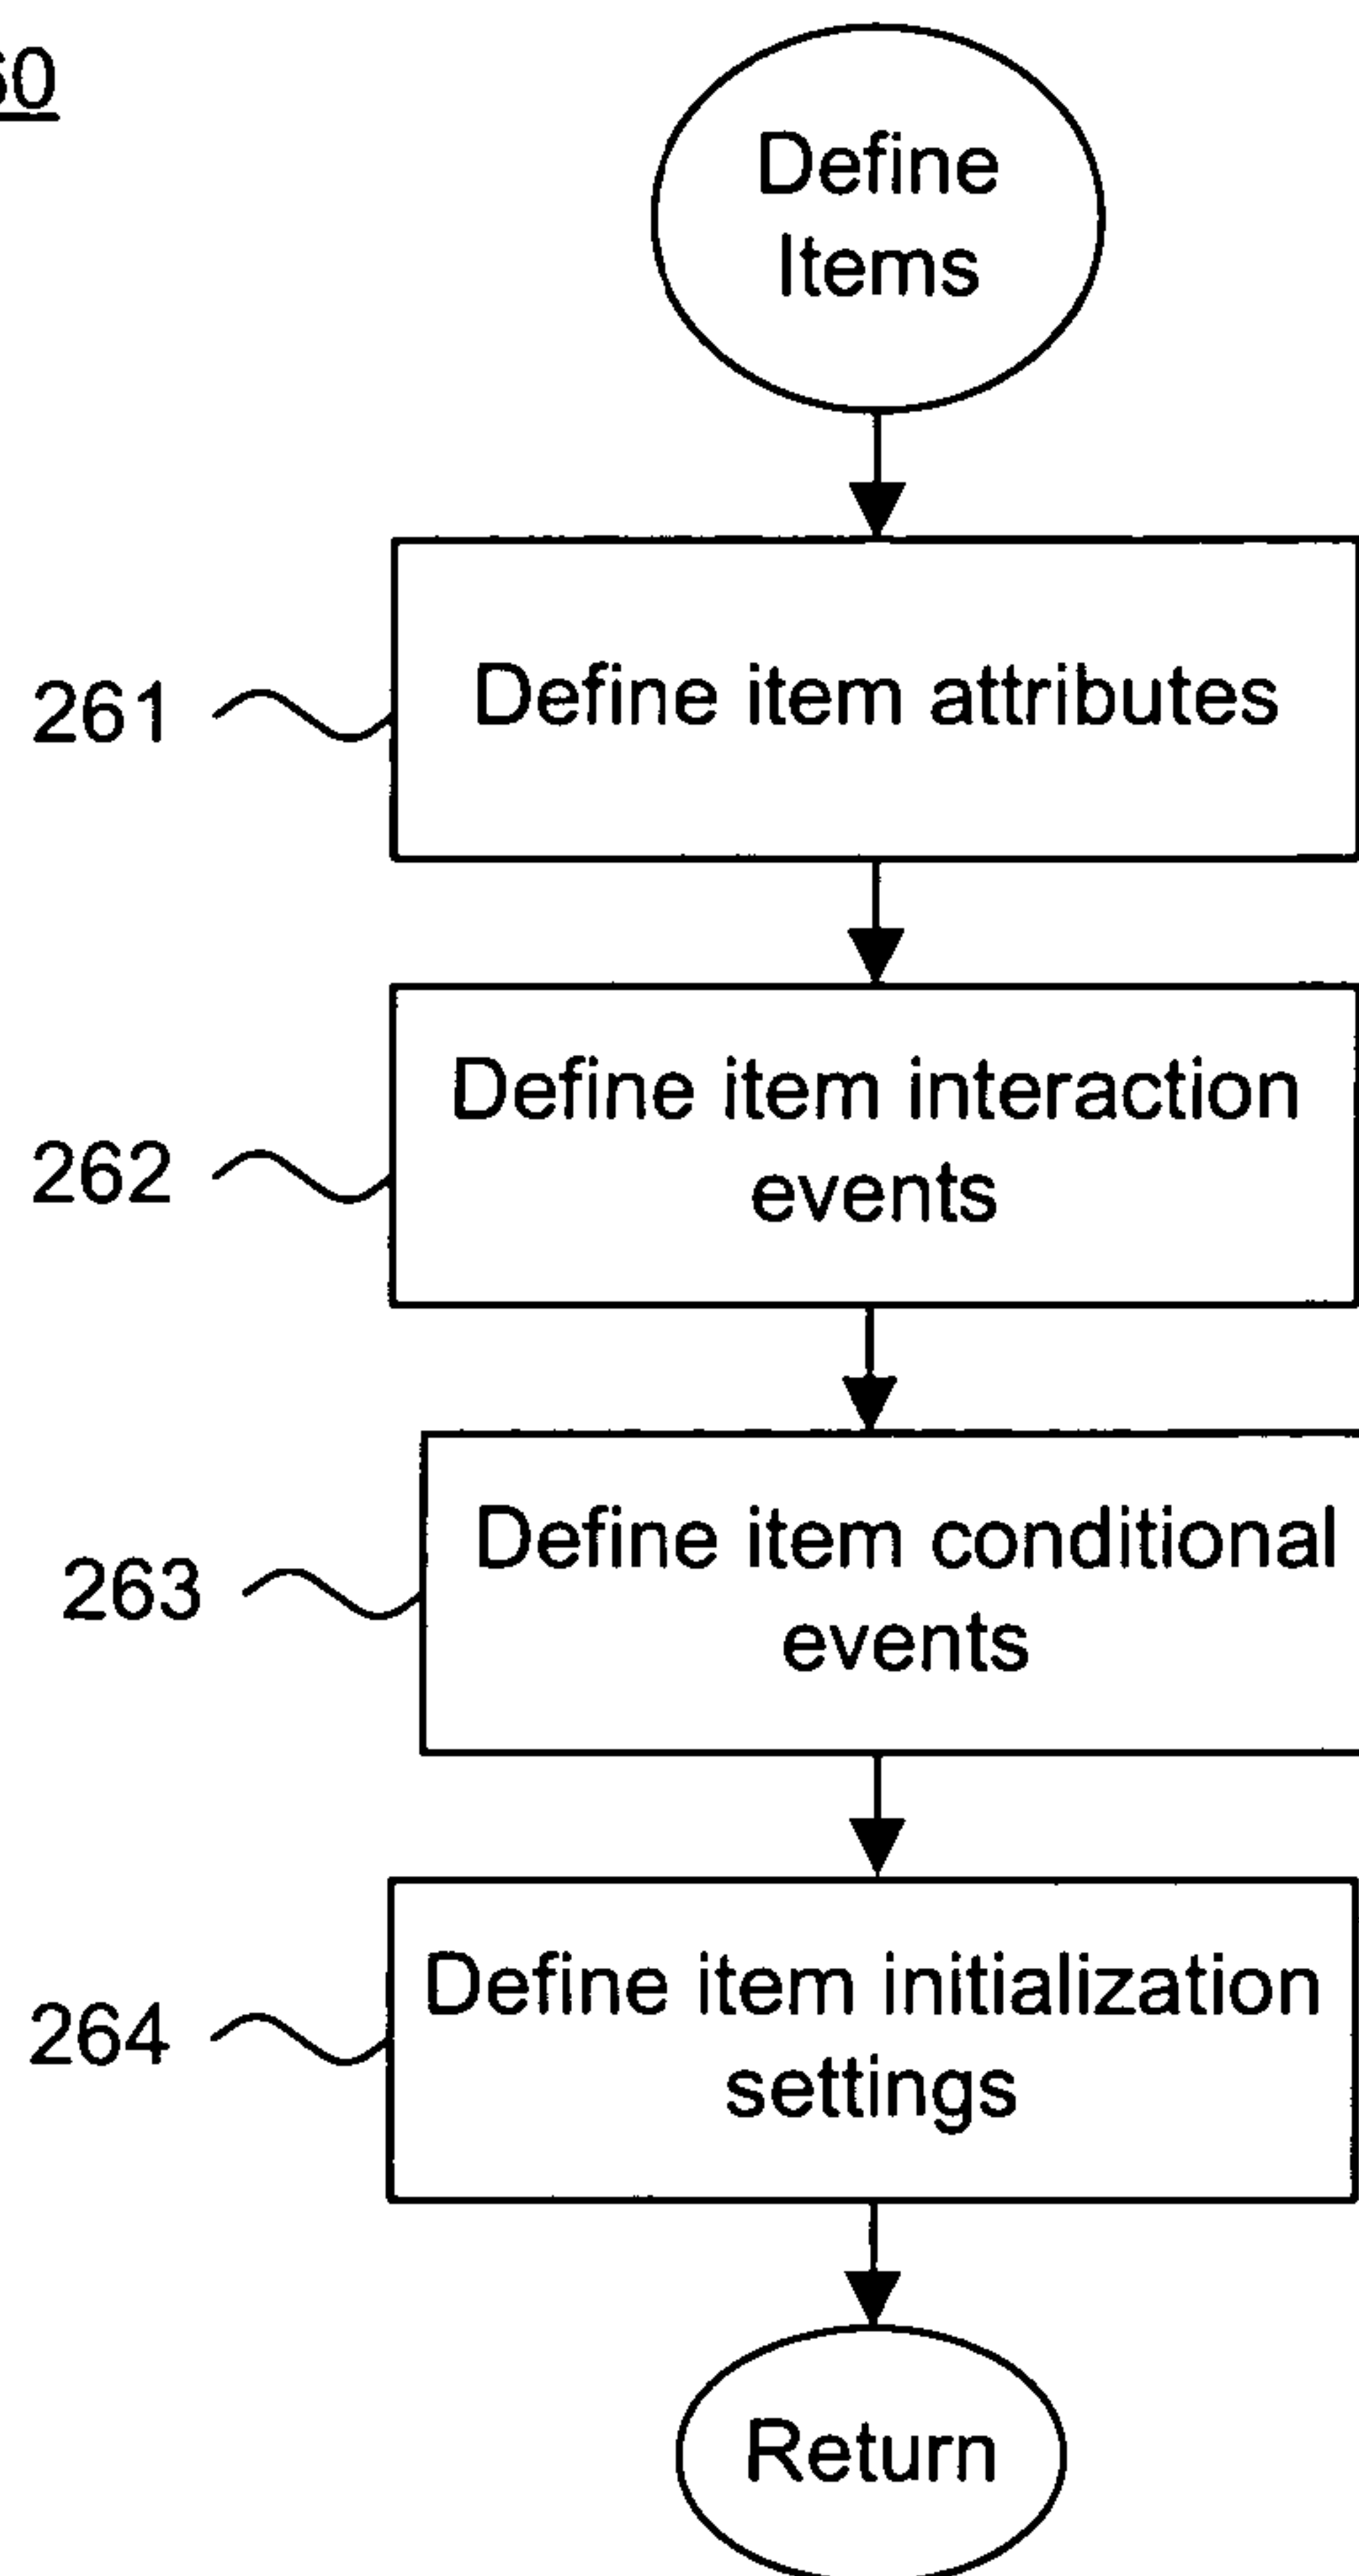 60
Define
Items
Define item attributes
261
Define item interaction
events
262
Define item conditional
events
263
Define item initialization
settings
264
Return